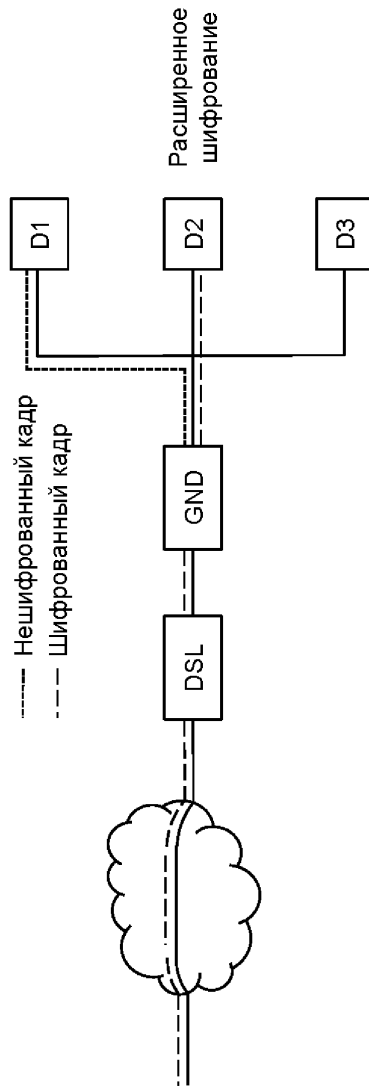 Нешифрованный кадр
Шифрованный кадр
DSL
GND
D1
D2
D3
Расширенное
шифрование